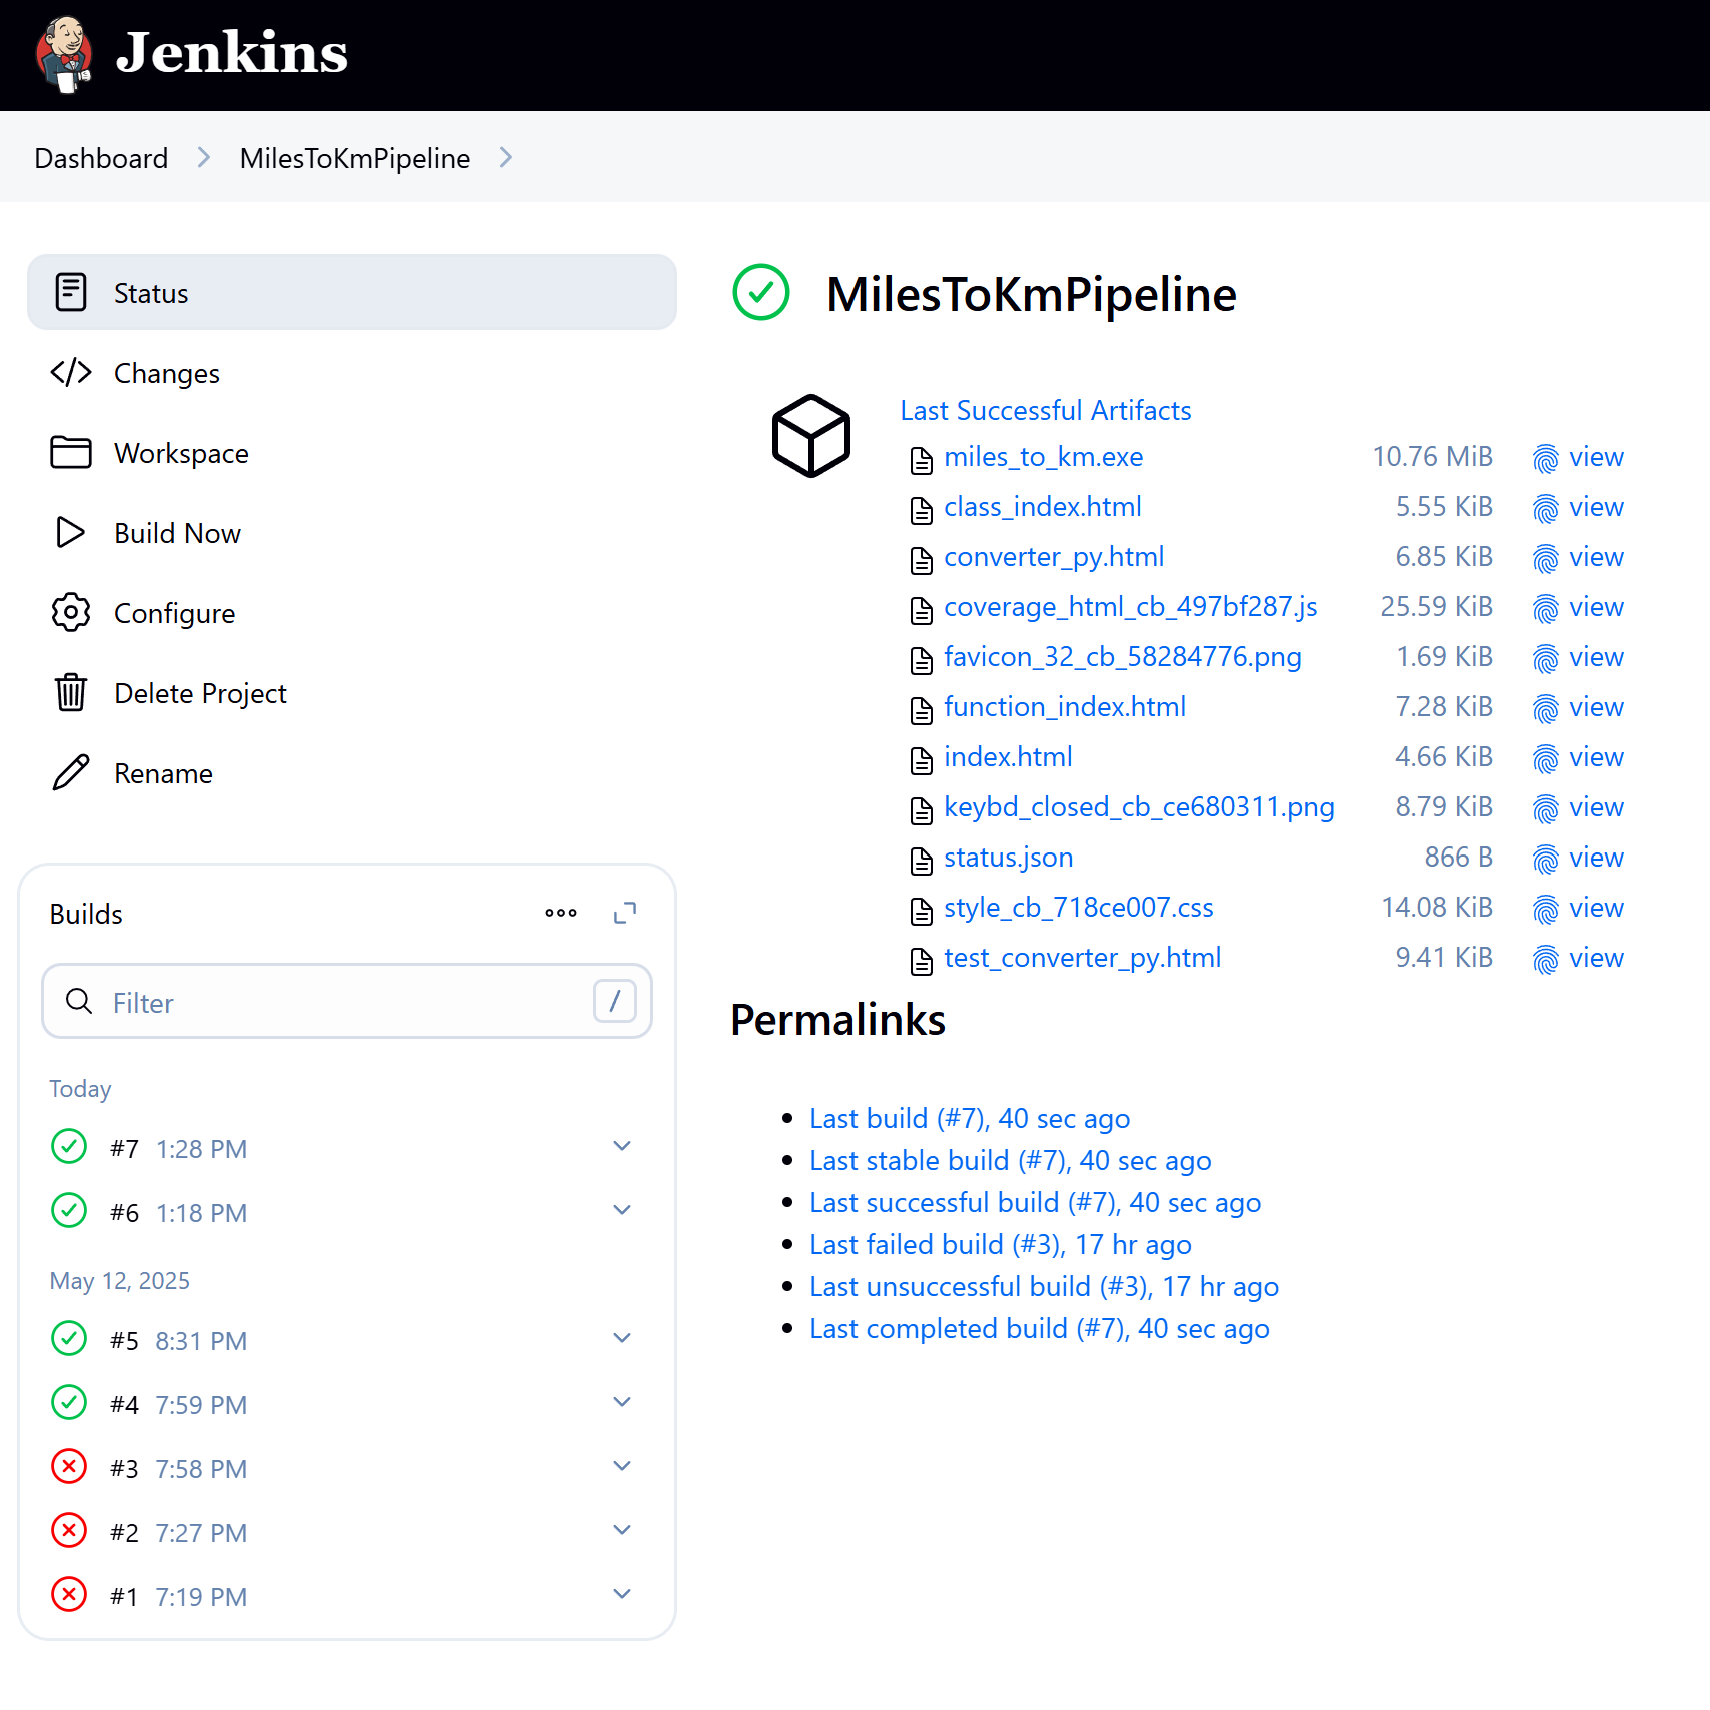 Jenkins
Dashboard MilesToKmPipeline
Status
Changes
Workspace
Build Now
Configure
Delete Project
Rename
Builds
Filter /
Today
#7 1:28 PM
#6 1:18 PM
May 12, 2025
#5 8:31 PM
#4 7:59 PM
#3 7:58 PM
#2 7:27 PM
#1 7:19 PM
MilesToKmPipeline
Last Successful Artifacts
miles_to_km.exe 10.76 MiB view
class_index.html 5.55 KiB view
converter_py.html 6.85 KiB view
coverage_html_cb_497bf287.js 25.59 KiB view
favicon_32_cb_58284776.png 1.69 KiB view
function_index.html 7.28 KiB view
index.html 4.66 KiB view
keybd_closed_cb_ce680311.png 8.79 KiB view
status.json 866 B view
style_cb_718ce007.css 14.08 KiB view
test_converter_py.html 9.41 KiB view
Permalinks
Last build (#7), 40 sec ago
Last stable build (#7), 40 sec ago
Last successful build (#7), 40 sec ago
Last failed build (#3), 17 hr ago
Last unsuccessful build (#3), 17 hr ago
Last completed build (#7), 40 sec ago